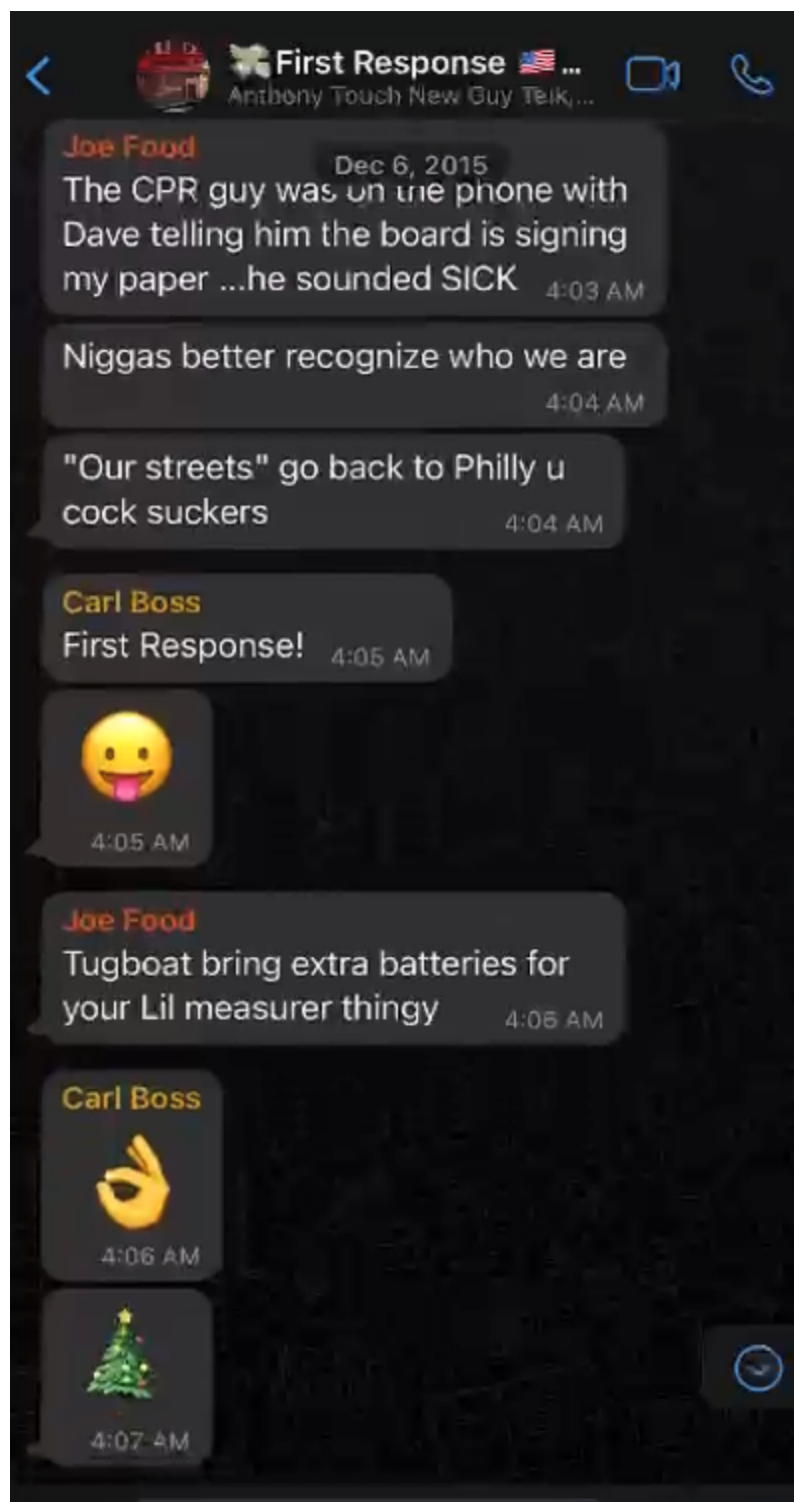 First Response 🇺🇸 ...
Anthony Touch New Guy Teik,...
Dec 6, 2015
Joe Food
The CPR guy was on the phone with
Dave telling him the board is signing
my paper ...he sounded SICK 4:03 AM
Niggas better recognize who we are
4:04 AM
"Our streets" go back to Philly u
cock suckers 4:04 AM
Carl Boss
First Response! 4:05 AM
😛
4:05 AM
Joe Food
Tugboat bring extra batteries for
your Lil measurer thingy 4:06 AM
Carl Boss
👌
4:06 AM
🎄
4:07 AM